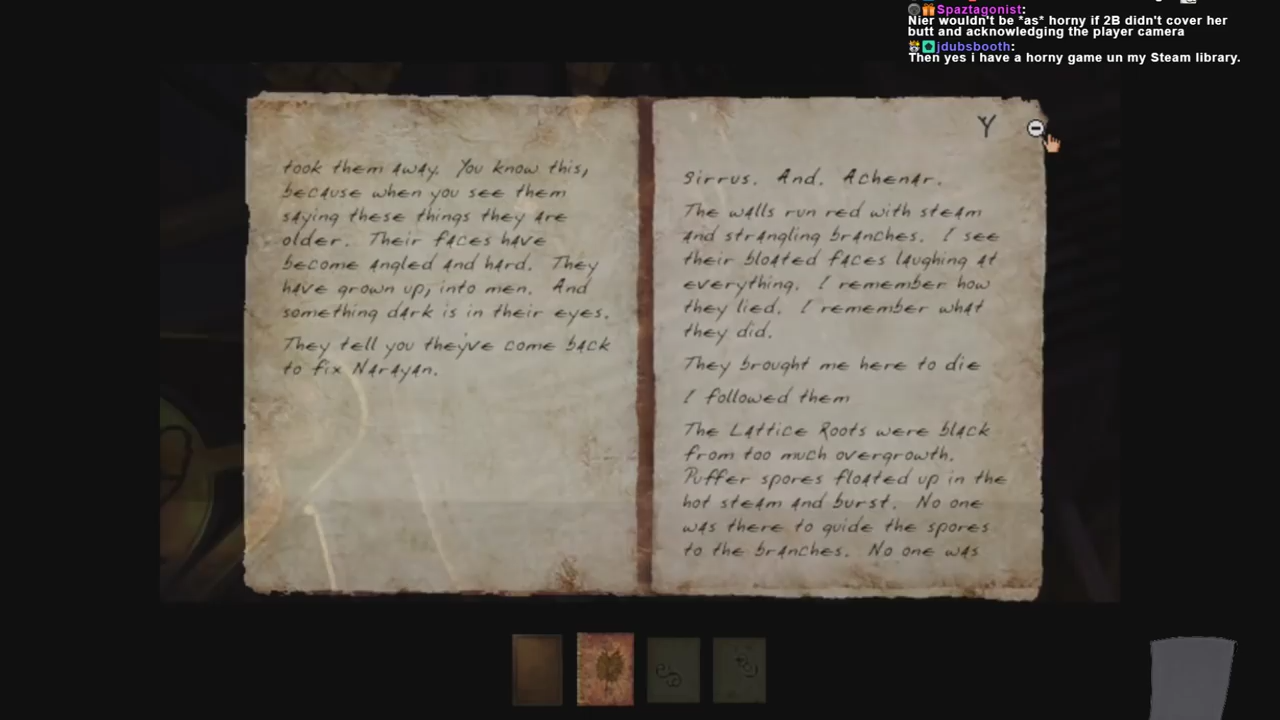 Spaztagonist:
Nier wouldn't be *as* horny if 2B didn't cover her
butt and acknowledging the player camera
jdubsbooth:
Then yes i have a horny game un my Steam library.
took them away. You know this,
because when you see them
saying these things they are
older. Their faces have
become angled and hard. They
have grown up, into men. And
something dark is in their eyes.
They tell you they've come back
to fix Narayan.
Sirrus. And. Achenar.
The walls run red with steam
and strangling branches. I see
their bloated faces laughing at
everything. I remember how
they lied. I remember what
they did.
They brought me here to die
I followed them
The Lattice Roots were black
from too much overgrowth.
Puffer spores floated up in the
hot steam and burst. No one
was there to guide the spores
to the branches. No one was